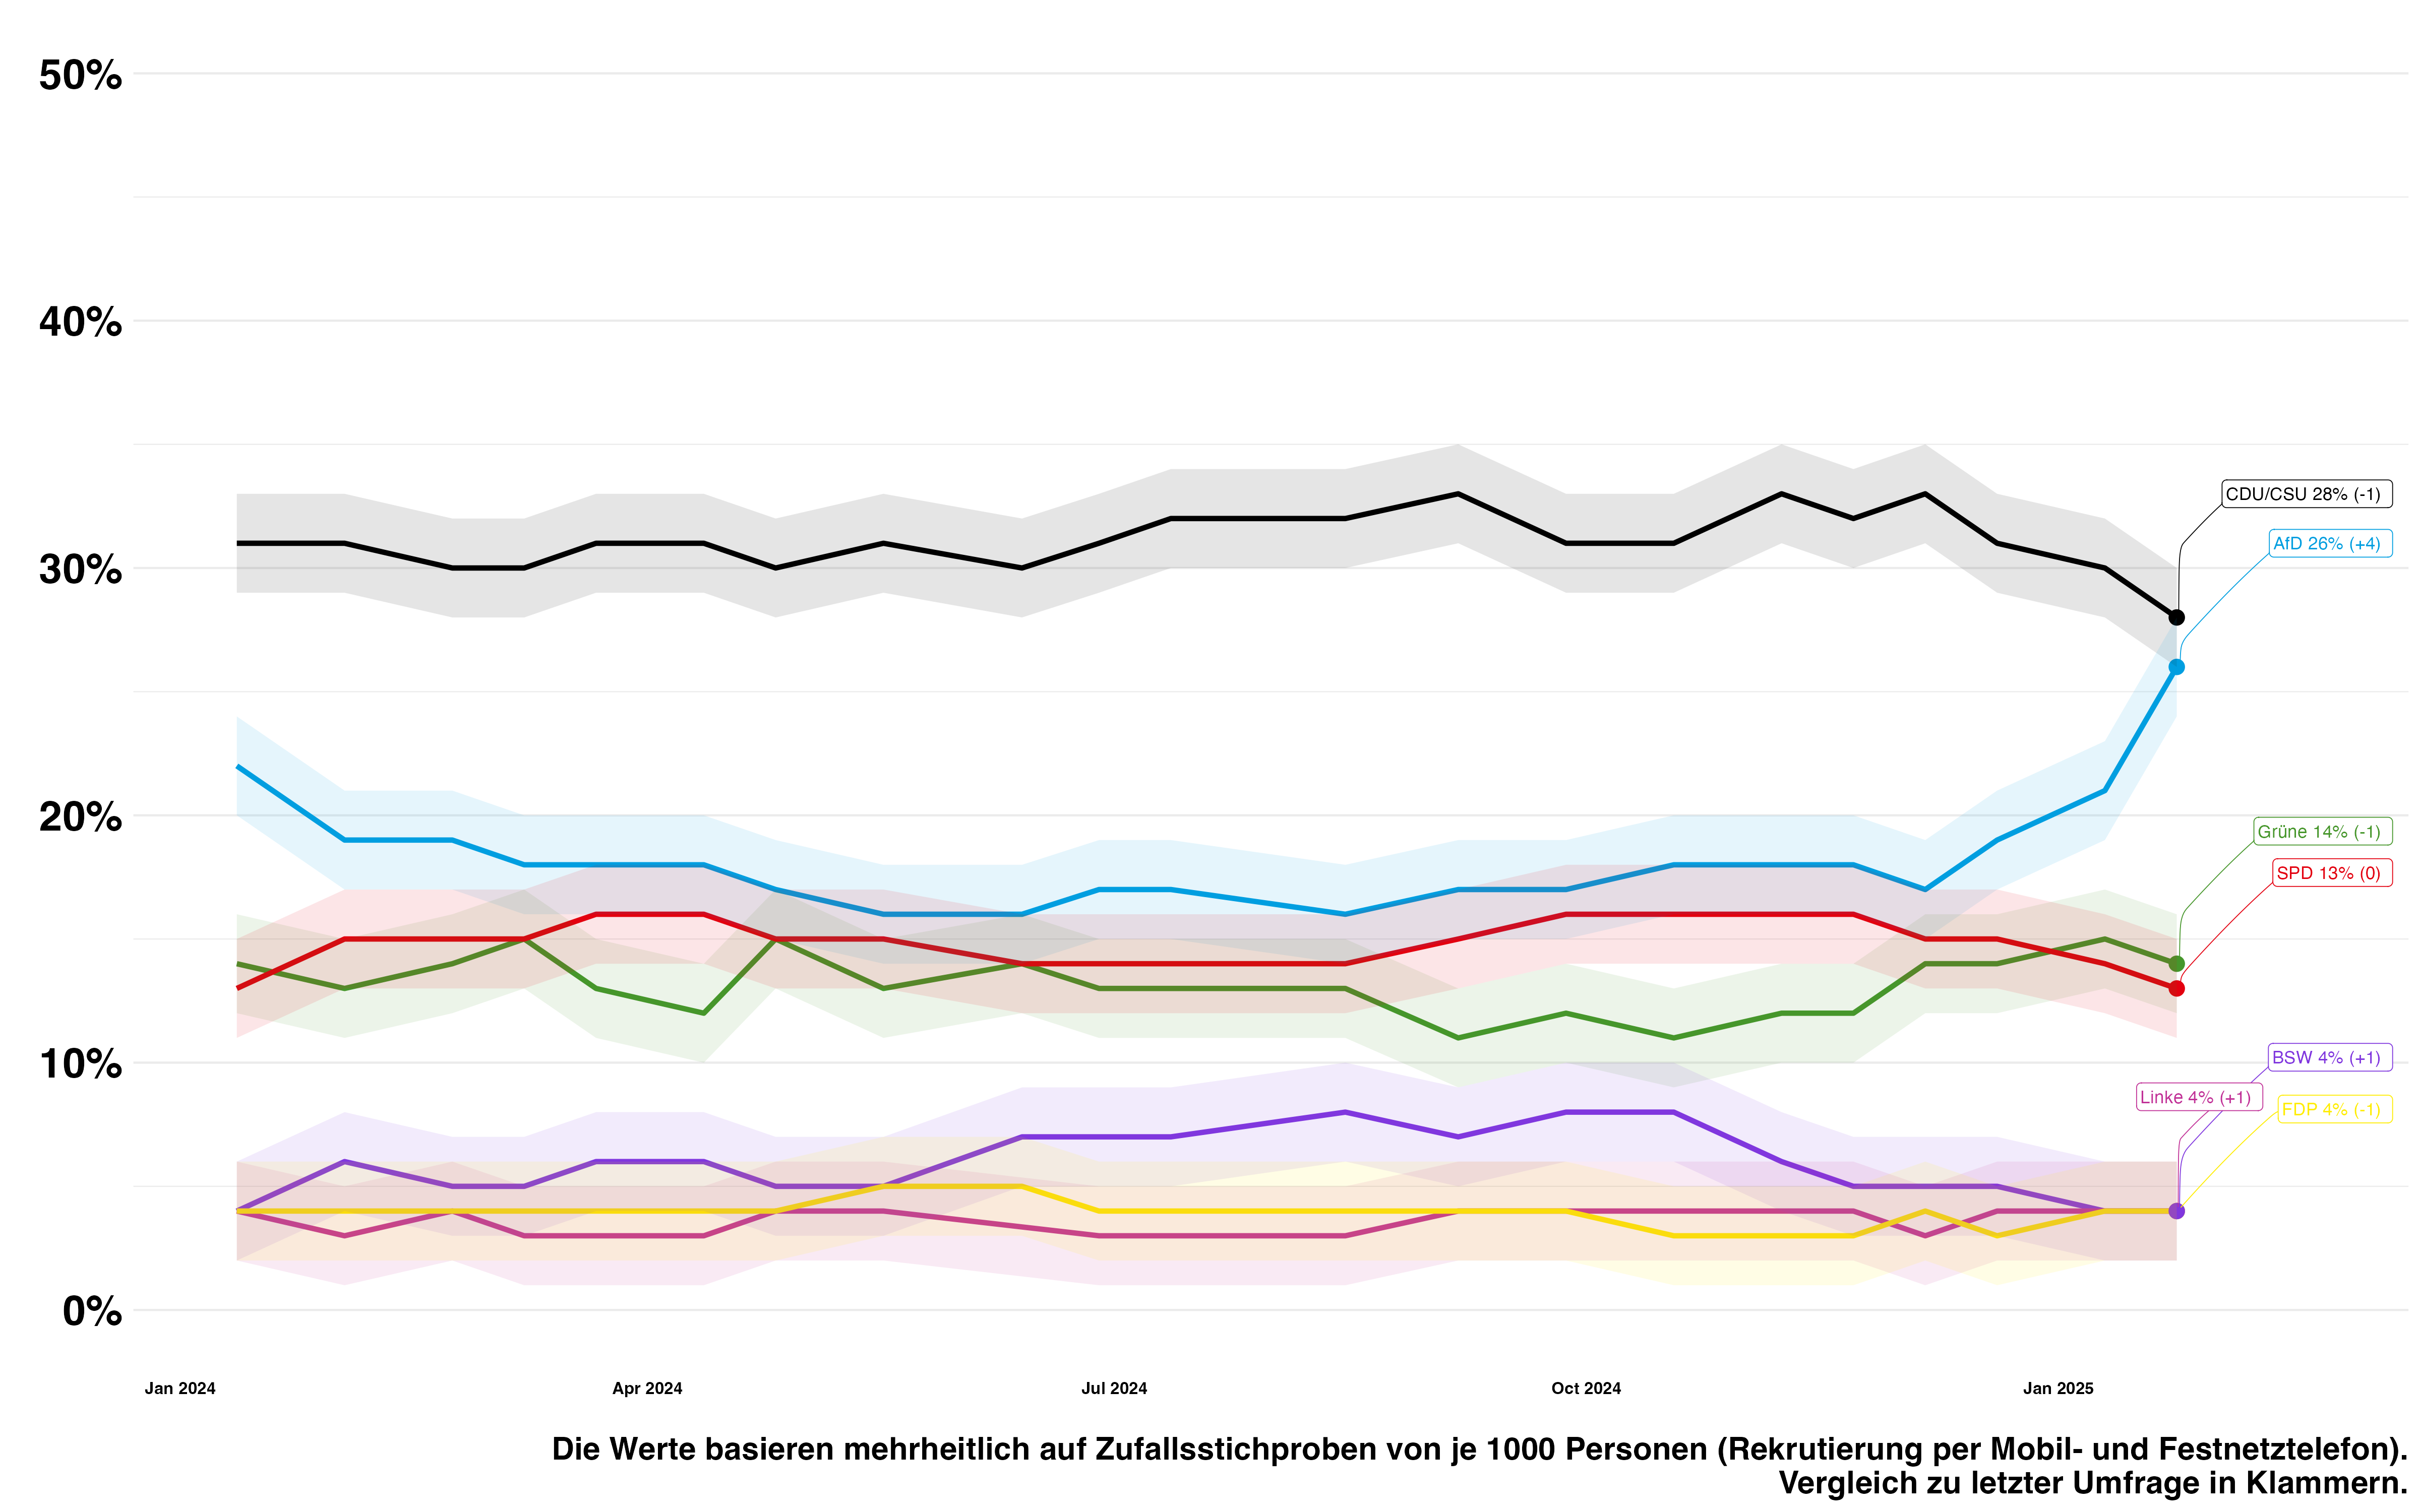 50%
40%
30%
20%
10%
0%
CDU/CSU 28% (-1)
AfD 26% (+4)
Grüne 14% (-1)
SPD 13% (0)
BSW 4% (+1)
Linke 4% (+1)
FDP 4% (-1)
Jan 2024
Apr 2024
Jul 2024
Oct 2024
Jan 2025
Die Werte basieren mehrheitlich auf Zufallsstichproben von je 1000 Personen (Rekrutierung per Mobil- und Festnetztelefon).
Vergleich zu letzter Umfrage in Klammern.